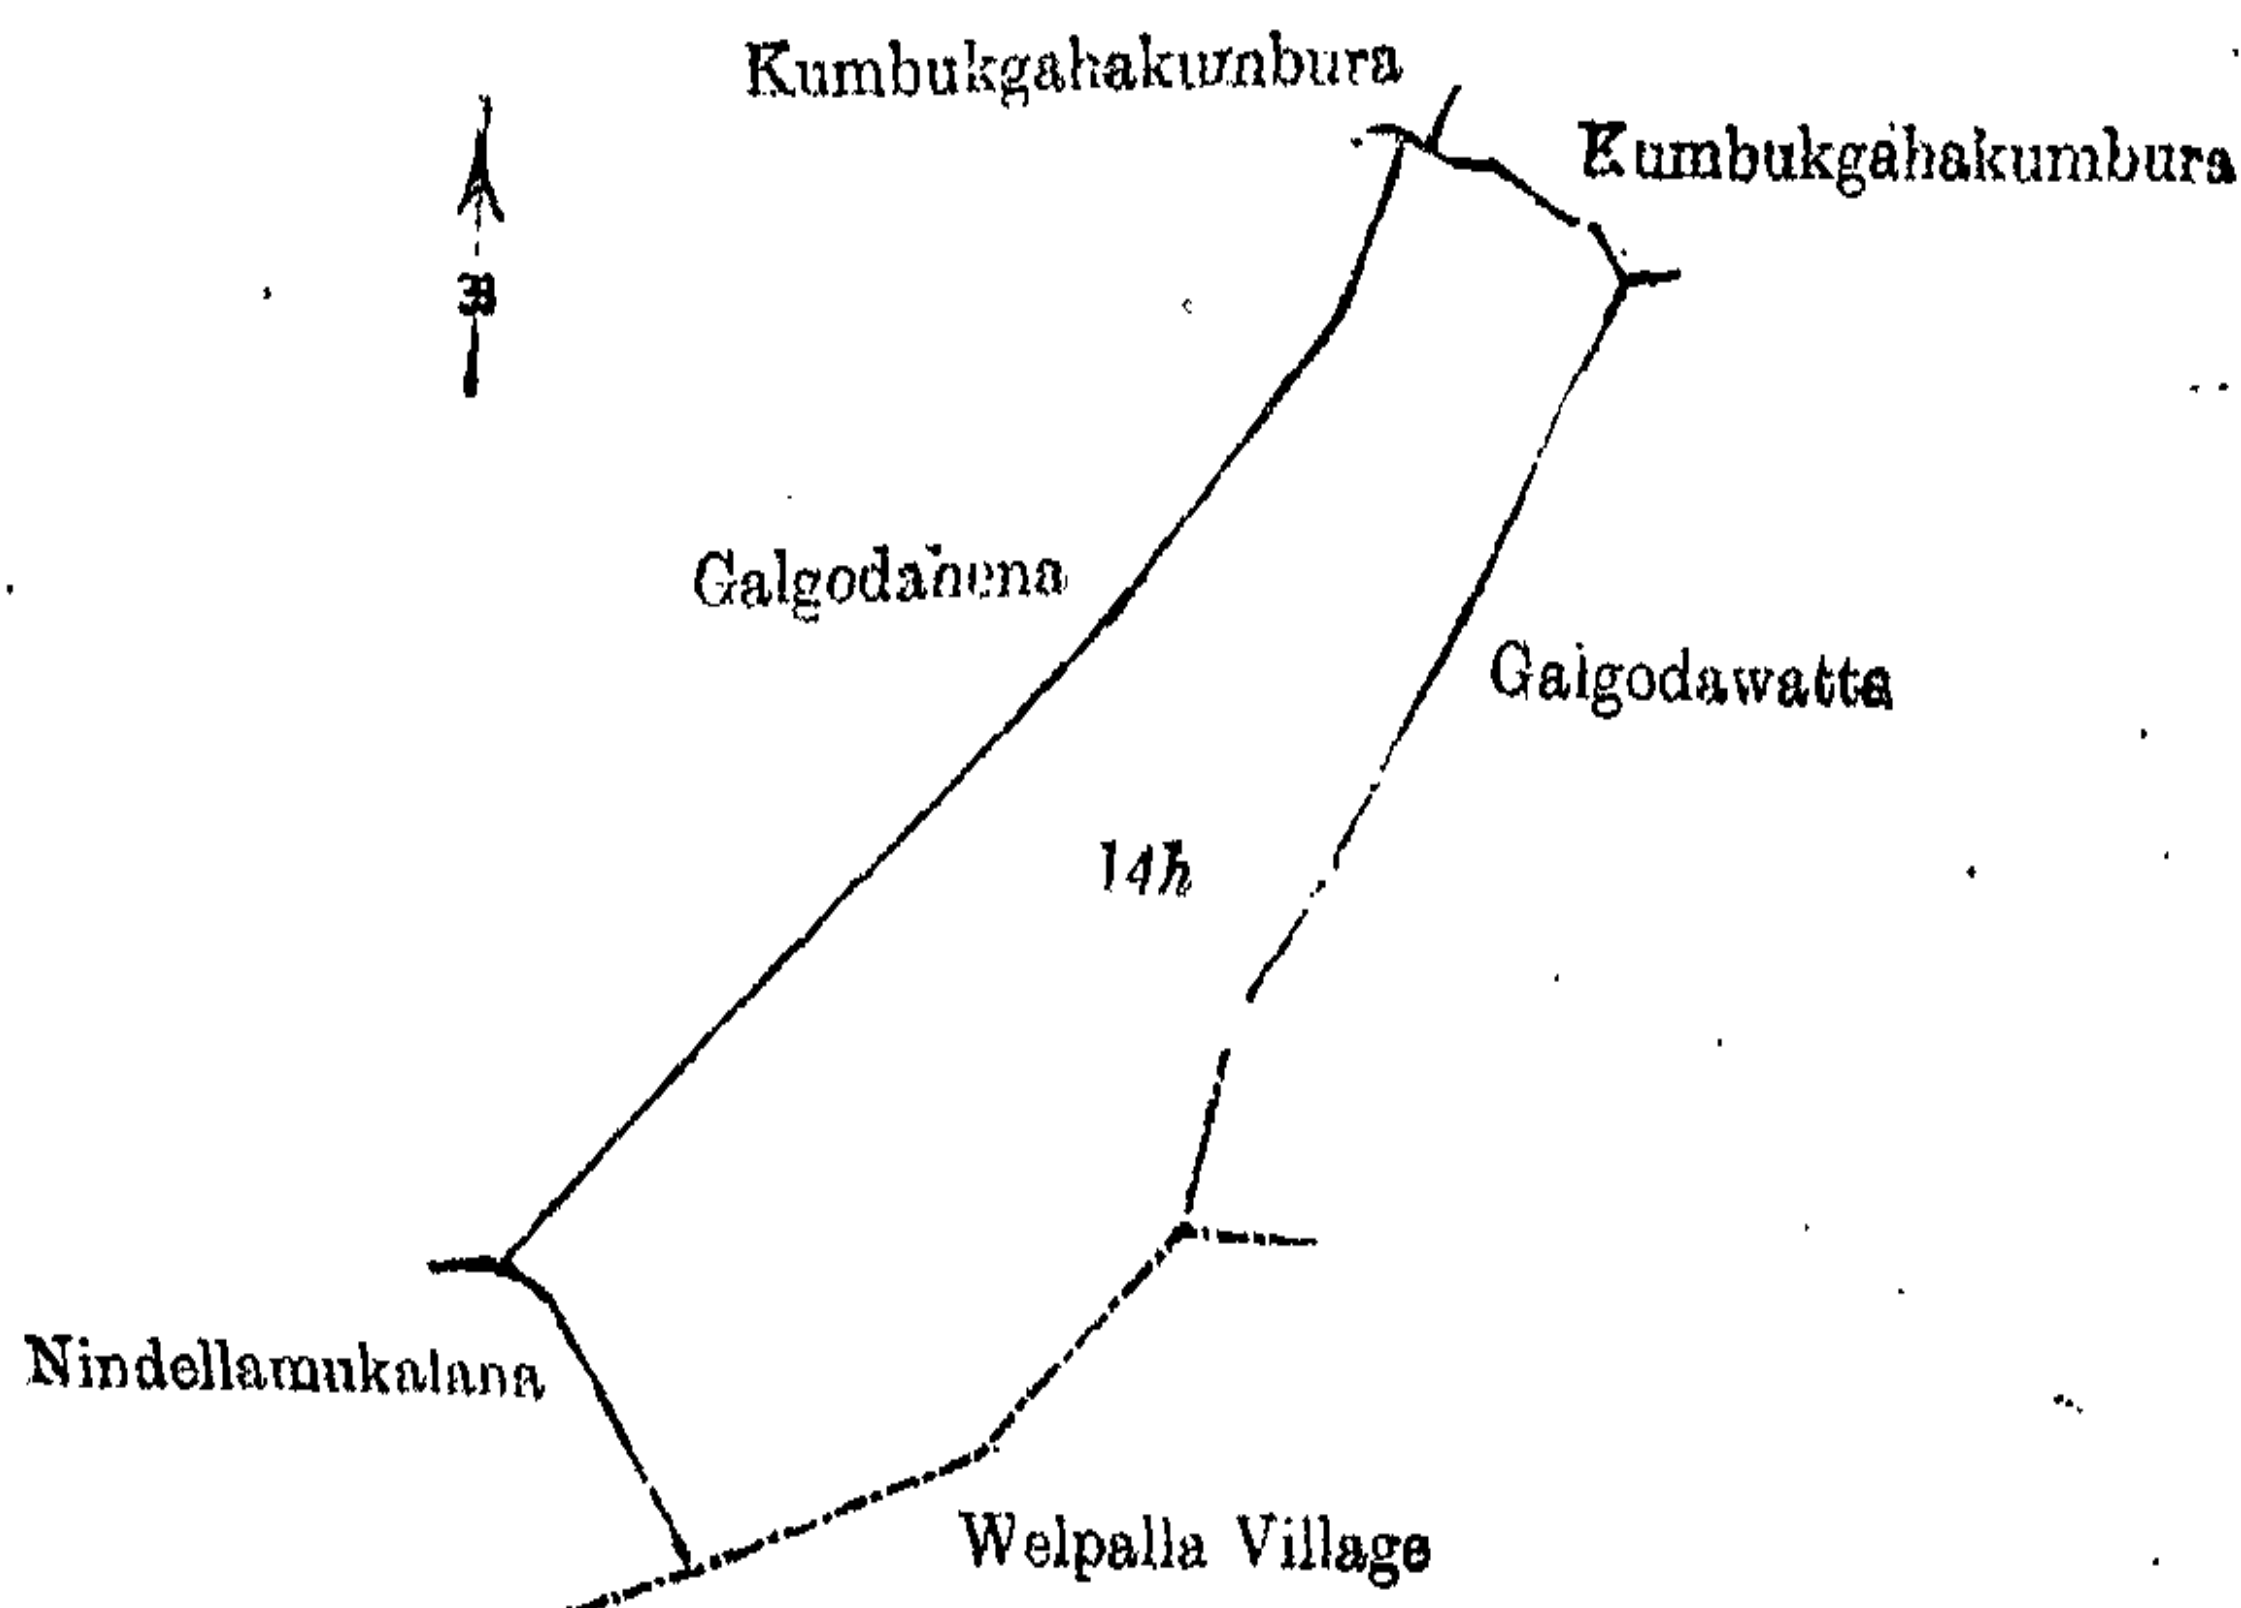 Kumbukgahakumbura
Kumbukgahakumbura
Galgodahena
Galgodawatta
14h
Nindellamukalana
Welpalla Village